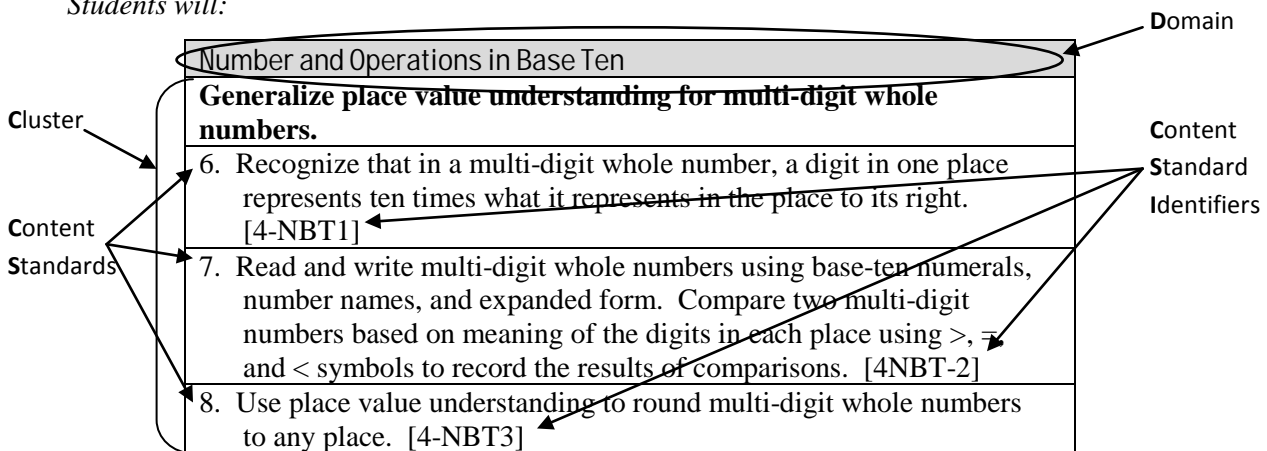 Students will:
Domain
Number and Operations in Base Ten
Generalize place value understanding for multi-digit whole
numbers.
Cluster
Content
Standard
Identifiers
6. Recognize that in a multi-digit whole number, a digit in one place
represents ten times what it represents in the place to its right.
[4-NBT1]
Content
Standards
7. Read and write multi-digit whole numbers using base-ten numerals,
number names, and expanded form. Compare two multi-digit
numbers based on meaning of the digits in each place using >, =,
and < symbols to record the results of comparisons. [4NBT-2]
8. Use place value understanding to round multi-digit whole numbers
to any place. [4-NBT3]